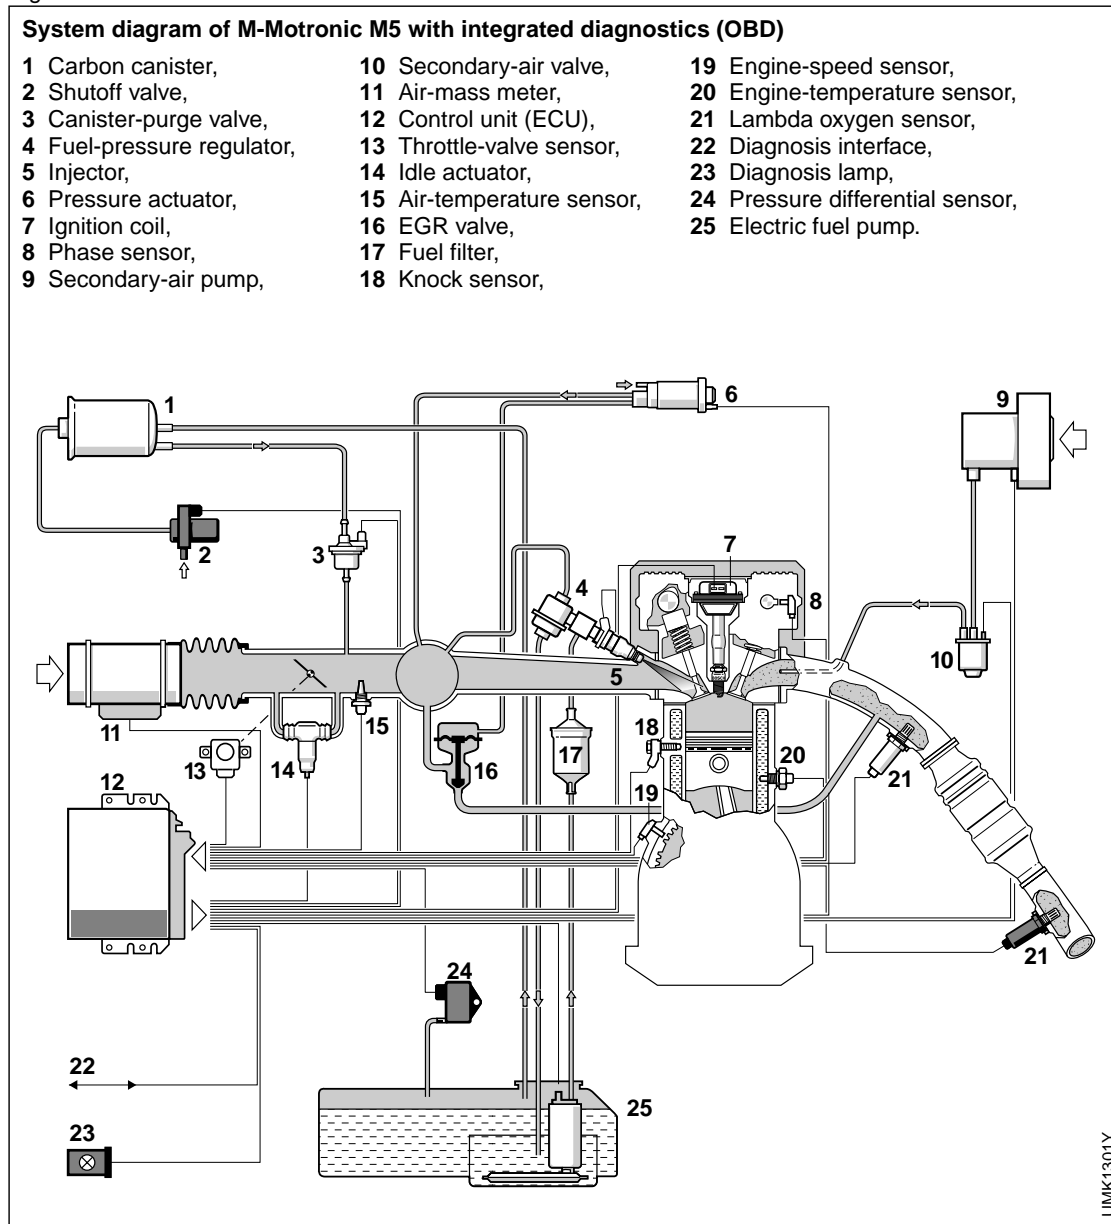 System diagram of M-Motronic M5 with integrated diagnostics (OBD)
1 Carbon canister,
2 Shutoff valve,
3 Canister-purge valve,
4 Fuel-pressure regulator,
5 Injector,
6 Pressure actuator,
7 Ignition coil,
8 Phase sensor,
9 Secondary-air pump,
10 Secondary-air valve,
11 Air-mass meter,
12 Control unit (ECU),
13 Throttle-valve sensor,
14 Idle actuator,
15 Air-temperature sensor,
16 EGR valve,
17 Fuel filter,
18 Knock sensor,
19 Engine-speed sensor,
20 Engine-temperature sensor,
21 Lambda oxygen sensor,
22 Diagnosis interface,
23 Diagnosis lamp,
24 Pressure differential sensor,
25 Electric fuel pump.
1
6
9
2
3
7
4
8
5
10
11
13
14
15
16
17
18
20
21
12
19
21
24
22
25
23
UMK1301Y